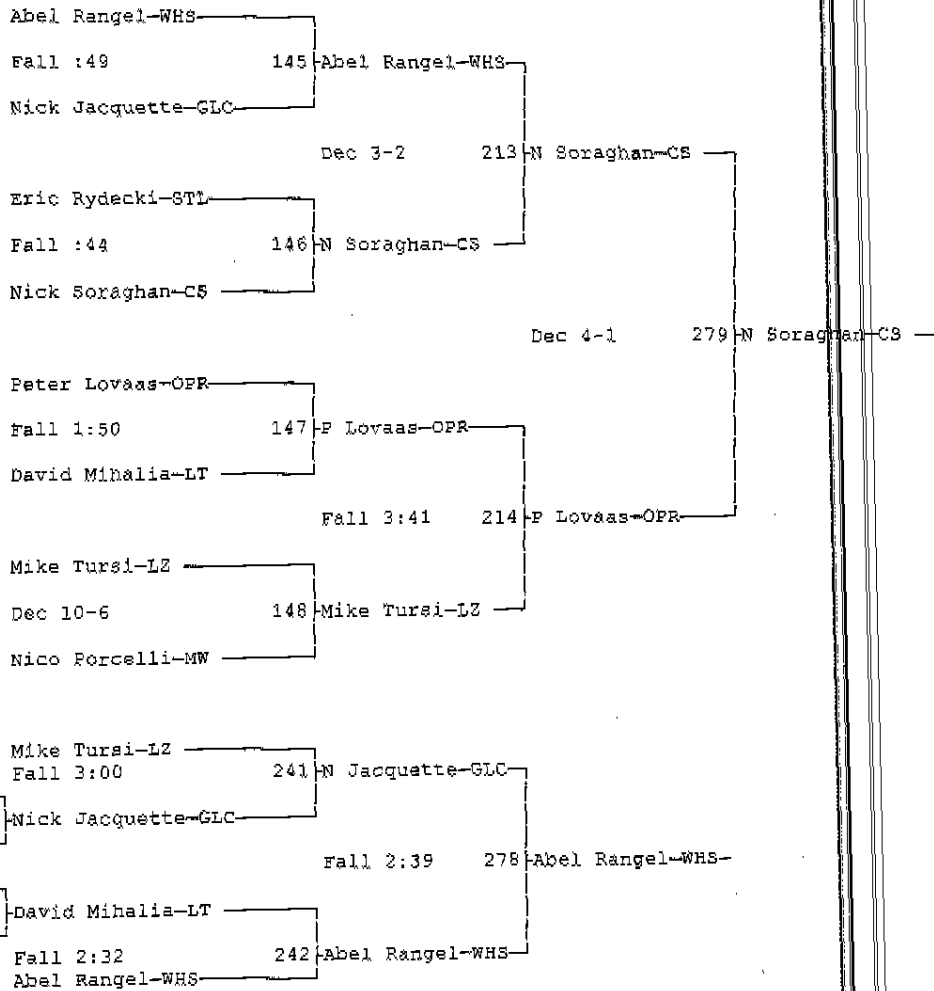 Abel Rangel-WHS
Fall :49 145 Abel Rangel-WHS
Nick Jacquette-GLC
Dec 3-2 213 N Soraghan-CS
Eric Rydecki-STL
Fall :44 146 N Soraghan-CS
Nick Soraghan-CS
Dec 4-1 279 N Soraghan-CS
Peter Lovaas-OPR
Fall 1:50 147 P Lovaas-OPR
David Mihalia-LT
Fall 3:41 214 P Lovaas-OPR
Mike Tursi-LZ
Dec 10-6 148 Mike Tursi-LZ
Nico Porcelli-MW
Mike Tursi-LZ
Fall 3:00 241 N Jacquette-GLC
Nick Jacquette-GLC
Fall 2:39 278 Abel Rangel-WHS
David Mihalia-LT
Fall 2:32 242 Abel Rangel-WHS
Abel Rangel-WHS